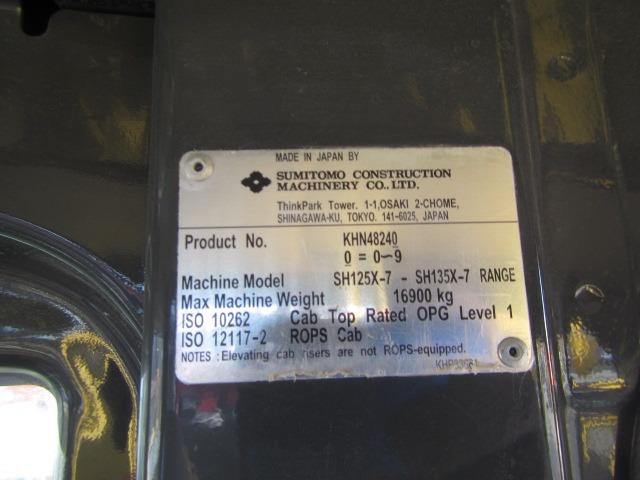 MADE IN JAPAN BY
SUMITOMO CONSTRUCTION
MACHINERY CO., LTD.
ThinkPark Tower. 1-1,OSAKI 2-CHOME,
SHINAGAWA-KU, TOKYO. 141-6025, JAPAN
Product No. KHN48240
0 = 0~9
Machine Model SH125X-7 - SH135X-7 RANGE
Max Machine Weight 16900 kg
ISO 10262 Cab Top Rated OPG Level 1
ISO 12117-2 ROPS Cab
NOTES : Elevating cab risers are not ROPS-equipped.